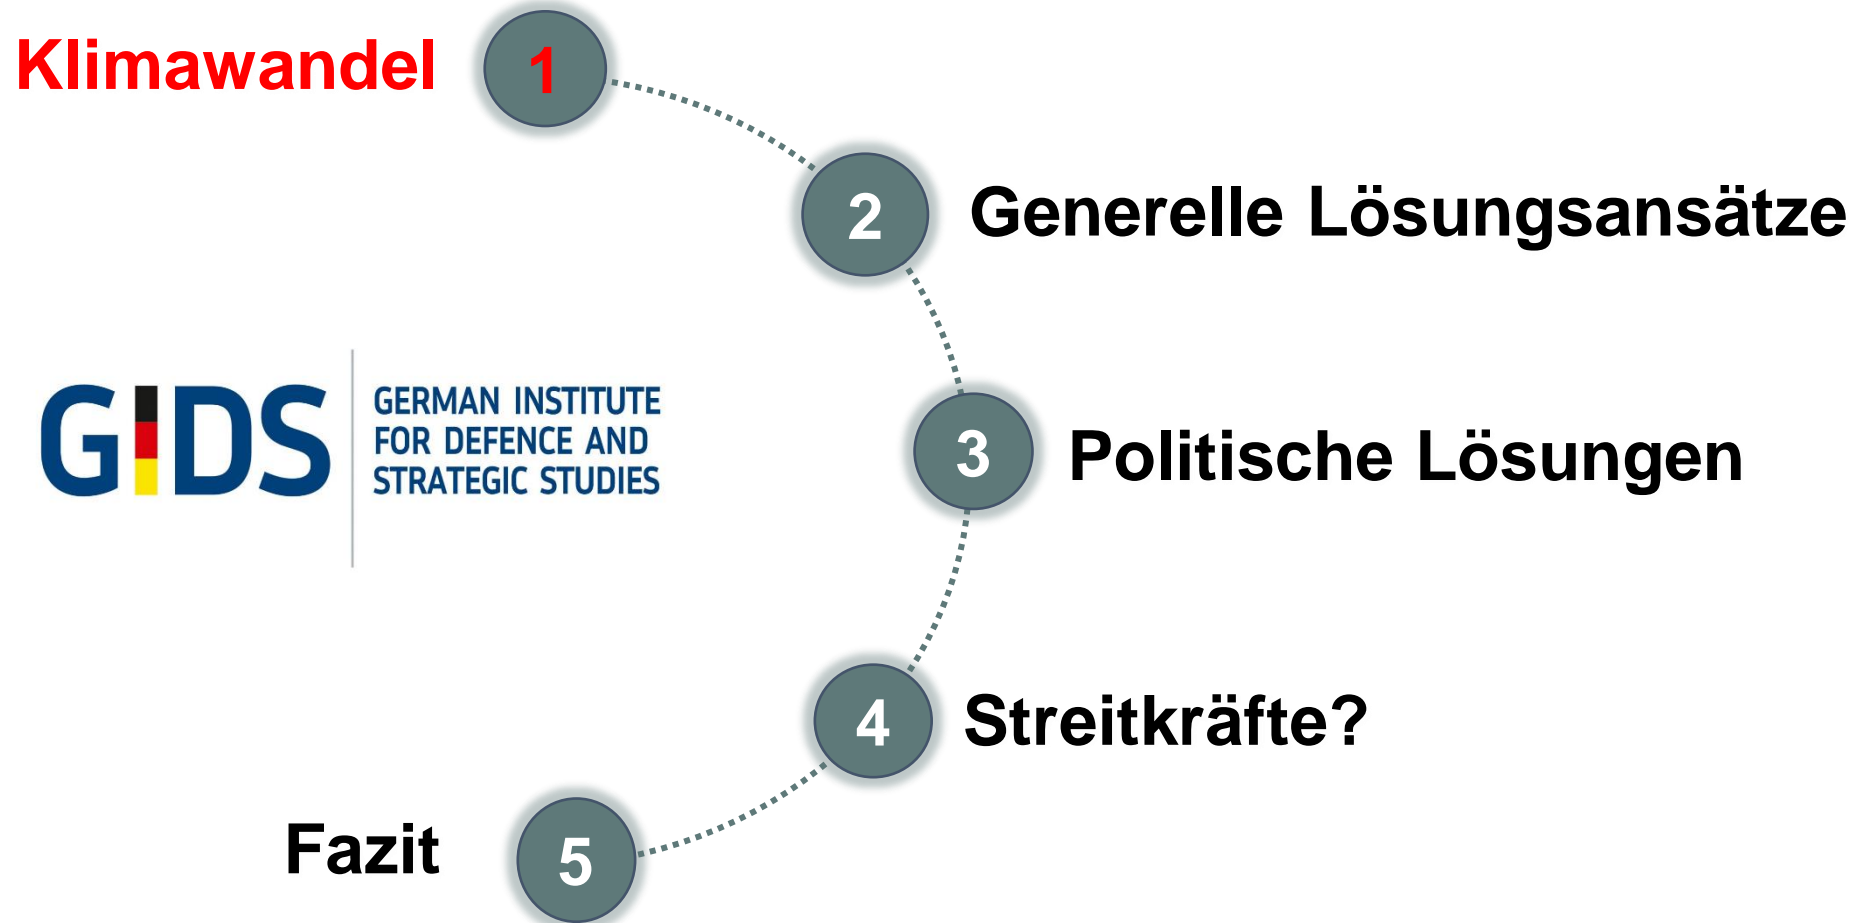 Klimawandel 1
2 Generelle Lösungsansätze
GIDS
GERMAN INSTITUTE
FOR DEFENCE AND
STRATEGIC STUDIES
3 Politische Lösungen
4 Streitkräfte?
Fazit 5